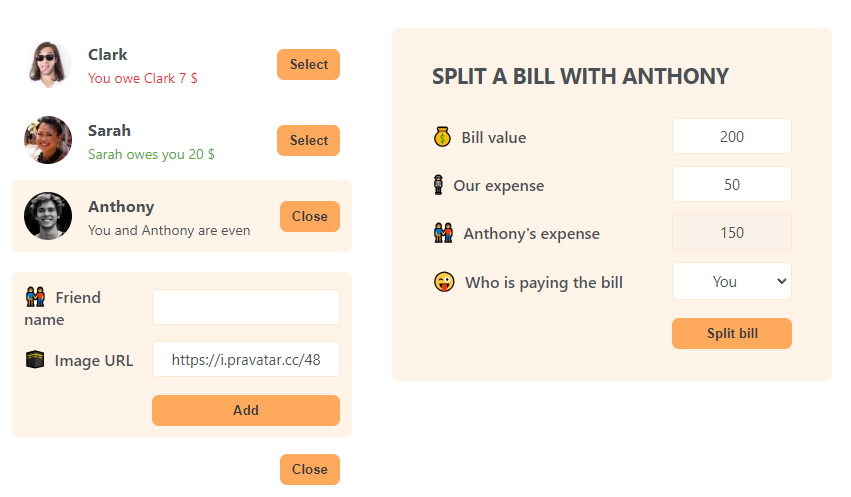 Clark
You owe Clark 7 $
Select
Sarah
Sarah owes you 20 $
Select
Anthony
You and Anthony are even
Close
Friend
name
Image URL
https://i.pravatar.cc/48
Add
Close
SPLIT A BILL WITH ANTHONY
Bill value
200
Our expense
50
Anthony's expense
150
Who is paying the bill
You
Split bill